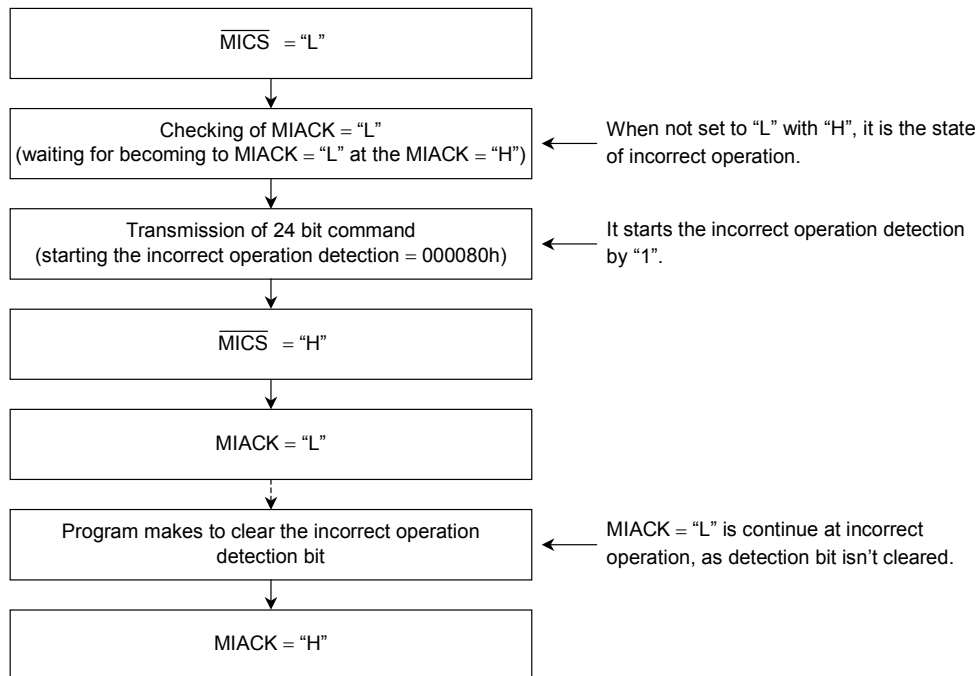 M̅I̅C̅S̅ = “L”
Checking of MIACK = “L”
(waiting for becoming to MIACK = “L” at the MIACK = “H”)
When not set to “L” with “H”, it is the state
of incorrect operation.
Transmission of 24 bit command
(starting the incorrect operation detection = 000080h)
It starts the incorrect operation detection
by “1”.
M̅I̅C̅S̅ = “H”
MIACK = “L”
Program makes to clear the incorrect operation
detection bit
MIACK = “L” is continue at incorrect
operation, as detection bit isn’t cleared.
MIACK = “H”